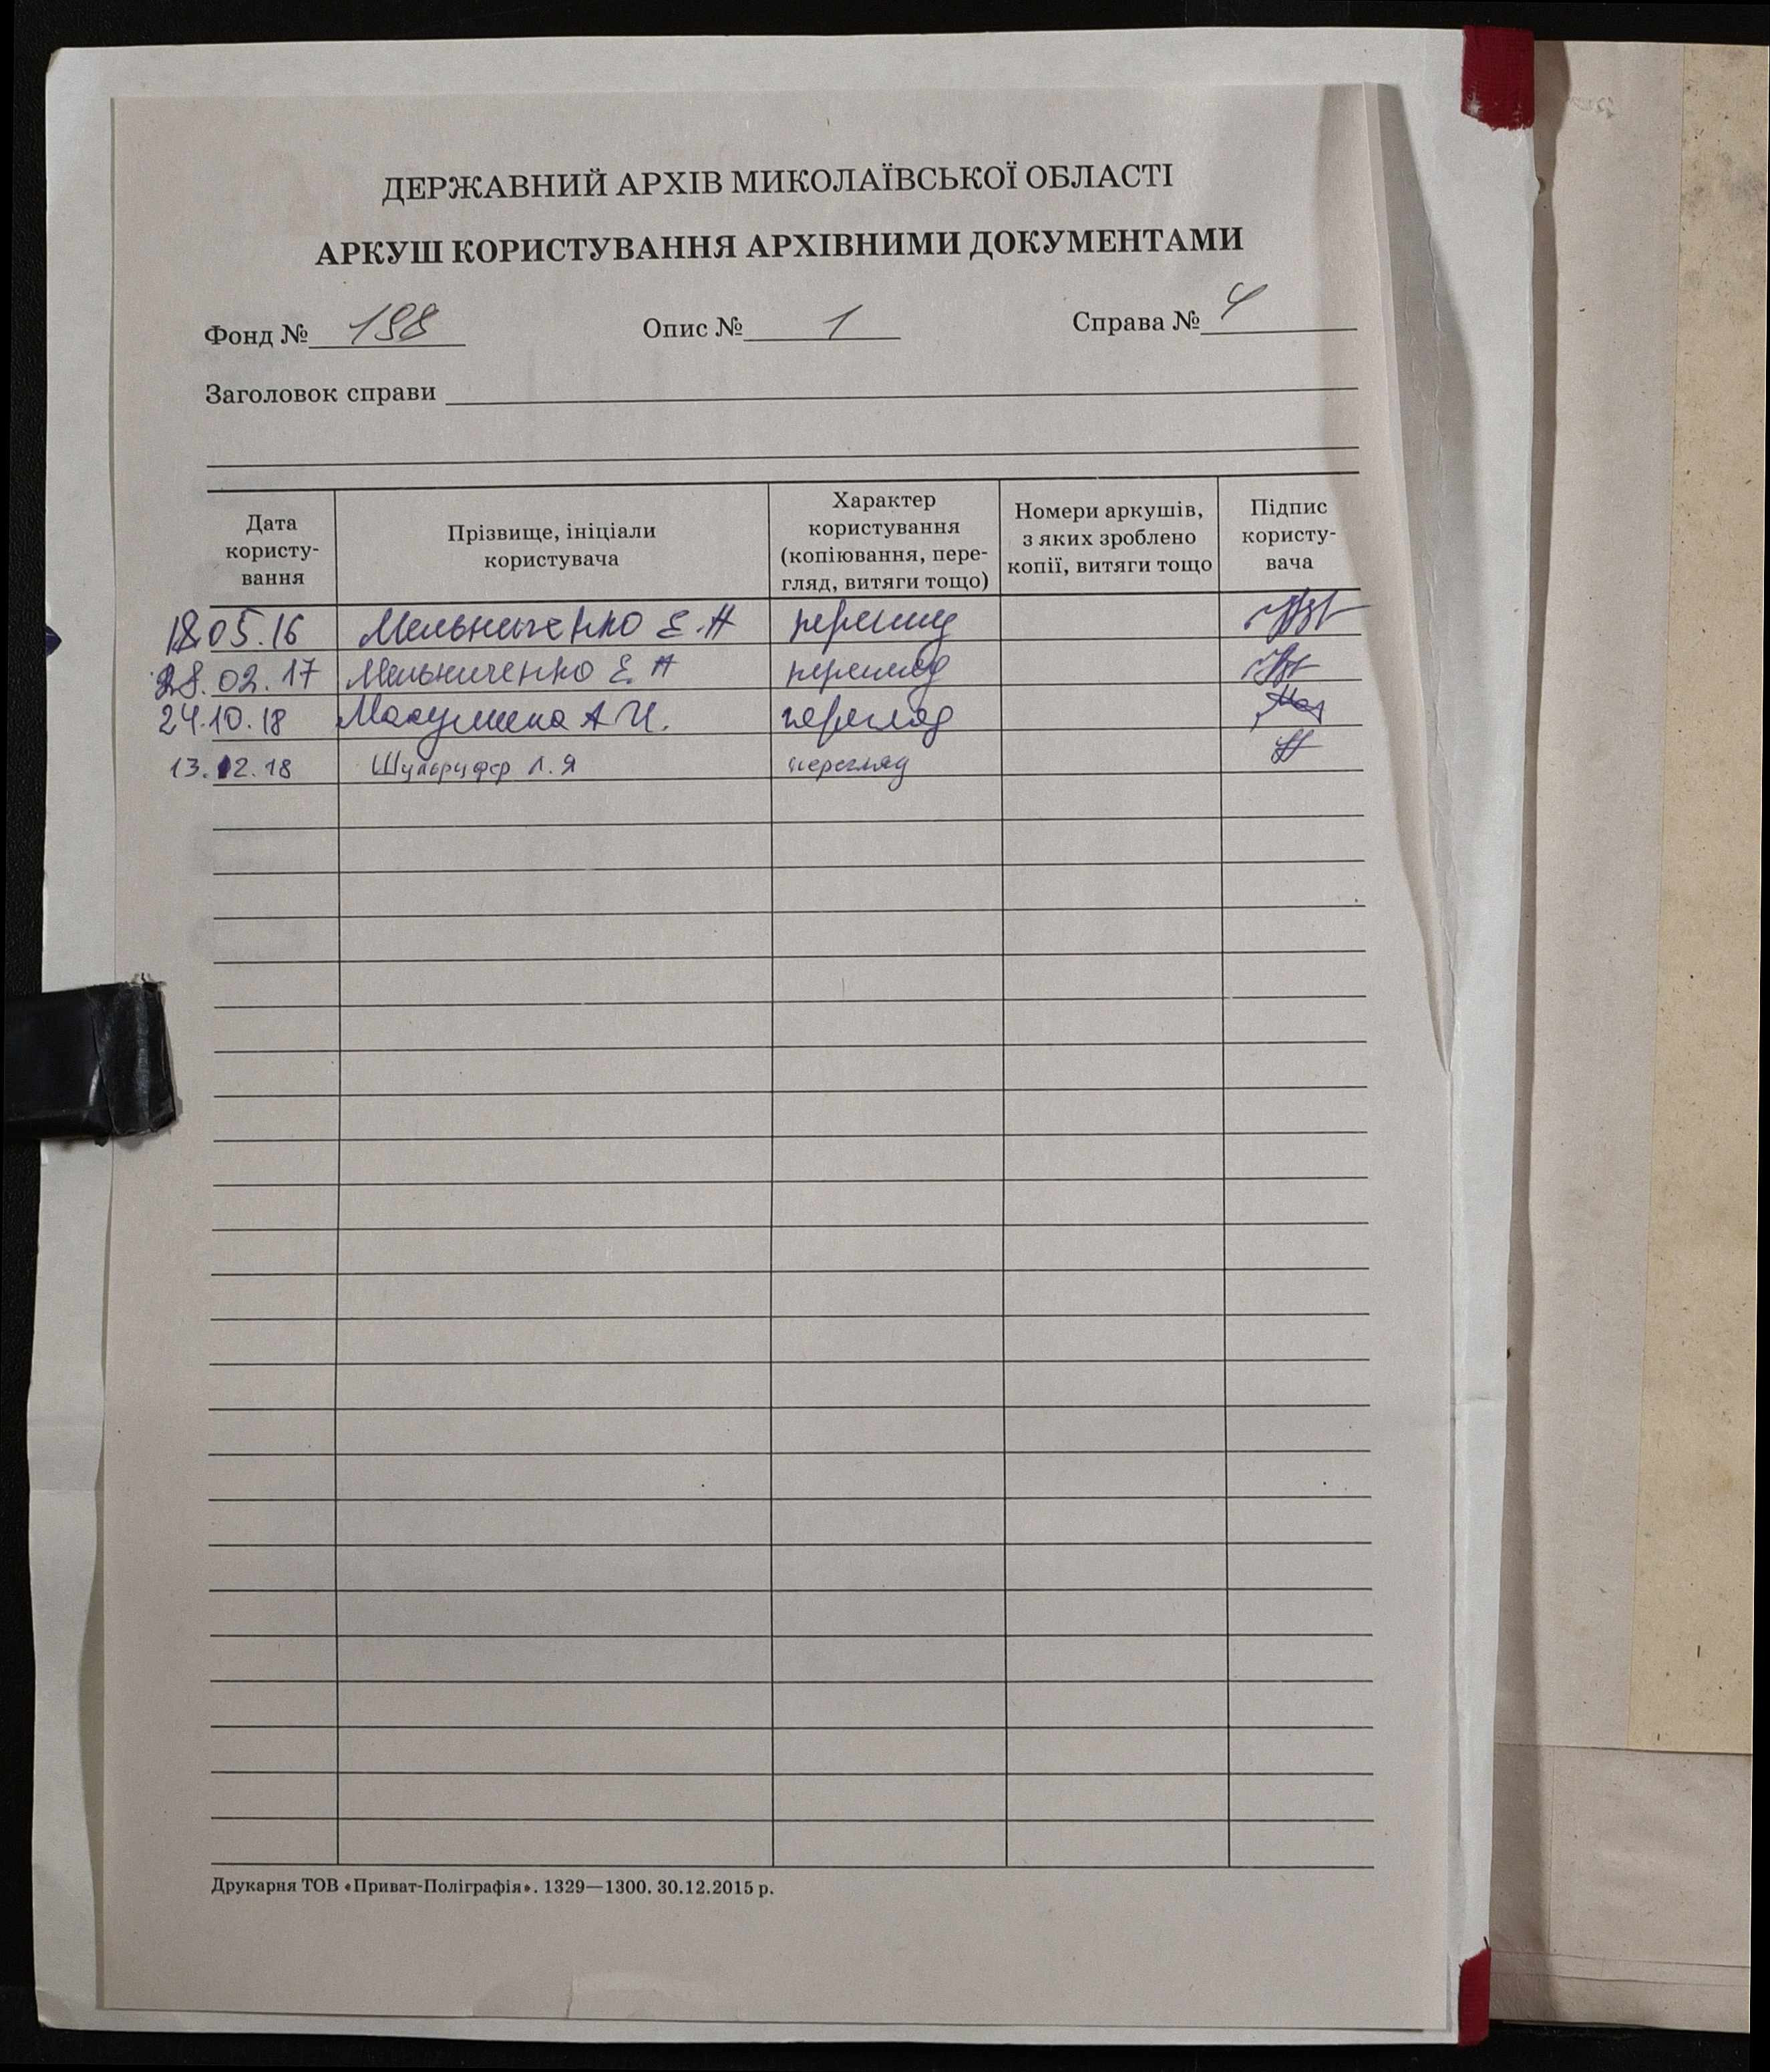 ДЕРЖАВНИЙ АРХІВ МИКОЛАЇВСЬКОЇ ОБЛАСТІ
АРКУШ КОРИСТУВАННЯ АРХІВНИМИ ДОКУМЕНТАМИ
Фонд № 198 Опис № 1 Справа № 4
Заголовок справи
Дата користу-вання
Прізвище, ініціали користувача
Характер користування (копіювання, пере-гляд, витяги тощо)
Номери аркушів, з яких зроблено копії, витяги тощо
Підпис користу-вача
18.05.16 Мельниченко Е.А перегляд
28.02.17 Мельниченко Е.А перегляд
24.10.18 А И. перегляд
13.12.18 Л.Я перегляд
Друкарня ТОВ «Приват-Поліграфія». 1329—1300. 30.12.2015 р.